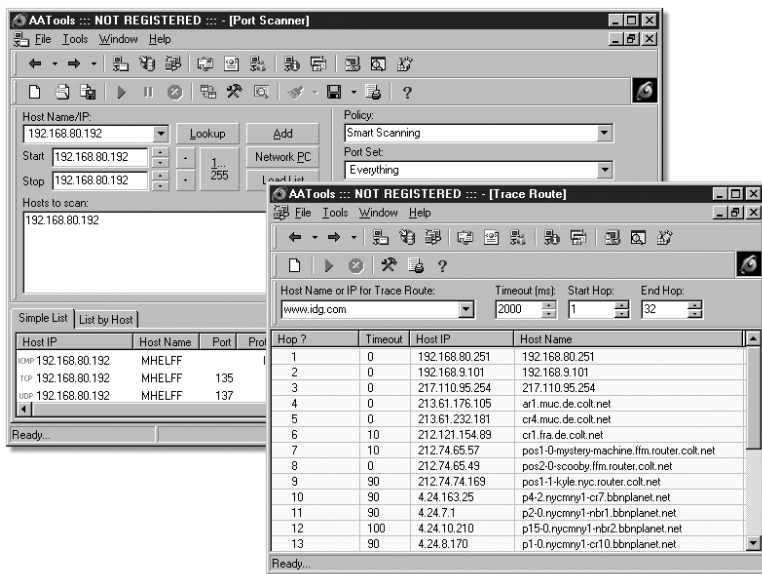 AATools ::: NOT REGISTERED ::: - [Port Scanner]
File Tools Window Help
Host Name/IP:
192.168.80.192
Lookup
Add
Start
192.168.80.192
1...
255
Network PC
Stop
192.168.80.192
Load List
Policy:
Smart Scanning
Port Set:
Everything
Hosts to scan:
192.168.80.192
Simple List
List by Host
Host IP Host Name Port
ICMP 192.168.80.192 MHELFF
TCP 192.168.80.192 MHELFF 135
UDP 192.168.80.192 MHELFF 137
Ready...
AATools ::: NOT REGISTERED ::: - [Trace Route]
File Tools Window Help
Host Name or IP for Trace Route: Timeout (ms): Start Hop: End Hop:
www.idg.com 2000 1 32
Hop ? Timeout Host IP Host Name
1 0 192.168.80.251 192.168.80.251
2 0 192.168.9.101 192.168.9.101
3 0 217.110.95.254 217.110.95.254
4 0 213.61.176.105 ar1.muc.de.colt.net
5 0 213.61.232.181 cr4.muc.de.colt.net
6 10 212.121.154.89 cr1.fra.de.colt.net
7 10 212.74.65.57 pos1-0-mystery-machine.ffm.router.colt.net
8 0 212.74.65.49 pos2-0-scooby.ffm.router.colt.net
9 90 212.74.74.169 pos1-1-kyle.nyc.router.colt.net
10 90 4.24.163.25 p4-2.nycmny1-cr7.bbnplanet.net
11 90 4.24.7.1 p2-0.nycmny1-nbr1.bbnplanet.net
12 100 4.24.10.210 p15-0.nycmny1-nbr2.bbnplanet.net
13 90 4.24.8.170 p1-0.nycmny1-cr10.bbnplanet.net
Ready...